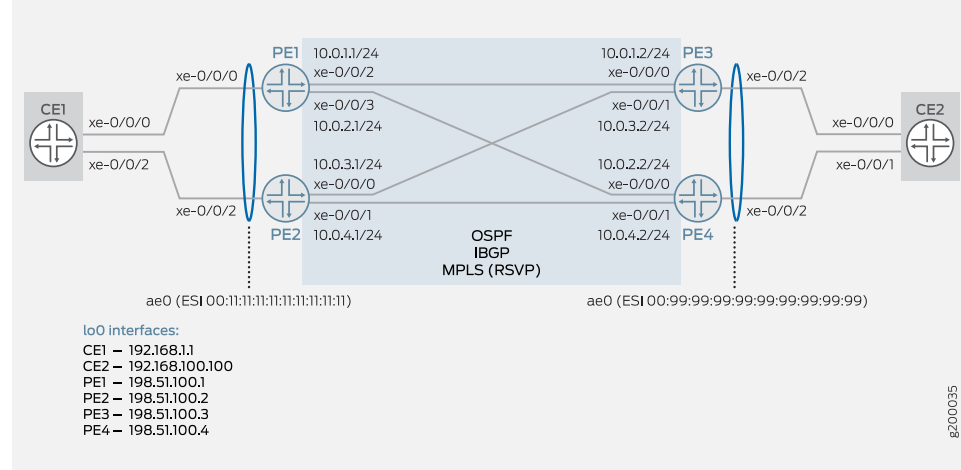 PE1
10.0.1.1/24
10.0.1.2/24
PE3
xe-0/0/0
xe-0/0/2
xe-0/0/0
xe-0/0/2
CE1
xe-0/0/0
xe-0/0/3
xe-0/0/1
xe-0/0/0
CE2
10.0.2.1/24
10.0.3.2/24
xe-0/0/2
10.0.3.1/24
10.0.2.2/24
xe-0/0/1
xe-0/0/0
xe-0/0/0
xe-0/0/2
xe-0/0/1
xe-0/0/1
xe-0/0/2
PE2
10.0.4.1/24
10.0.4.2/24
PE4
OSPF
IBGP
MPLS (RSVP)
ae0 (ESI 00:11:11:11:11:11:11:11:11:11)
ae0 (ESI 00:99:99:99:99:99:99:99:99:99)
lo0 interfaces:
CE1 – 192.168.1.1
CE2 – 192.168.100.100
PE1 – 198.51.100.1
PE2 – 198.51.100.2
PE3 – 198.51.100.3
PE4 – 198.51.100.4
g200035